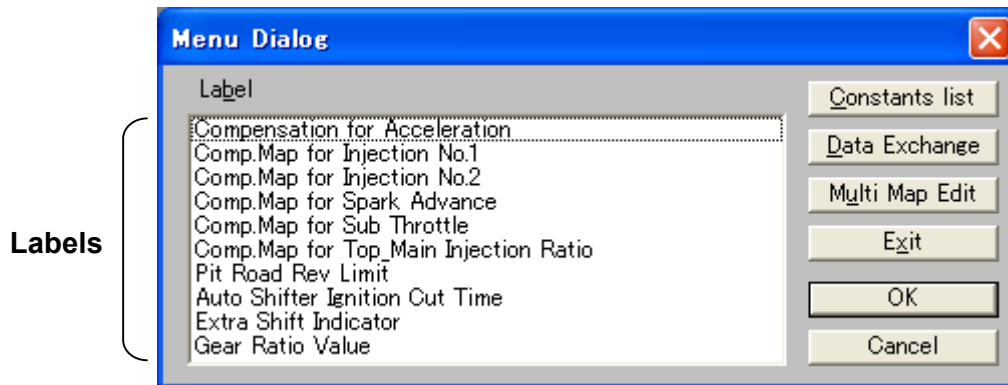 Menu Dialog
Label
Constants list
Compensation for Acceleration
Comp.Map for Injection No.1
Data Exchange
Comp.Map for Injection No.2
Multi Map Edit
Comp.Map for Spark Advance
Comp.Map for Sub Throttle
Labels
Exit
Comp.Map for Top_Main Injection Ratio
Pit Road Rev Limit
Auto Shifter Ignition Cut Time
OK
Extra Shift Indicator
Gear Ratio Value
Cancel